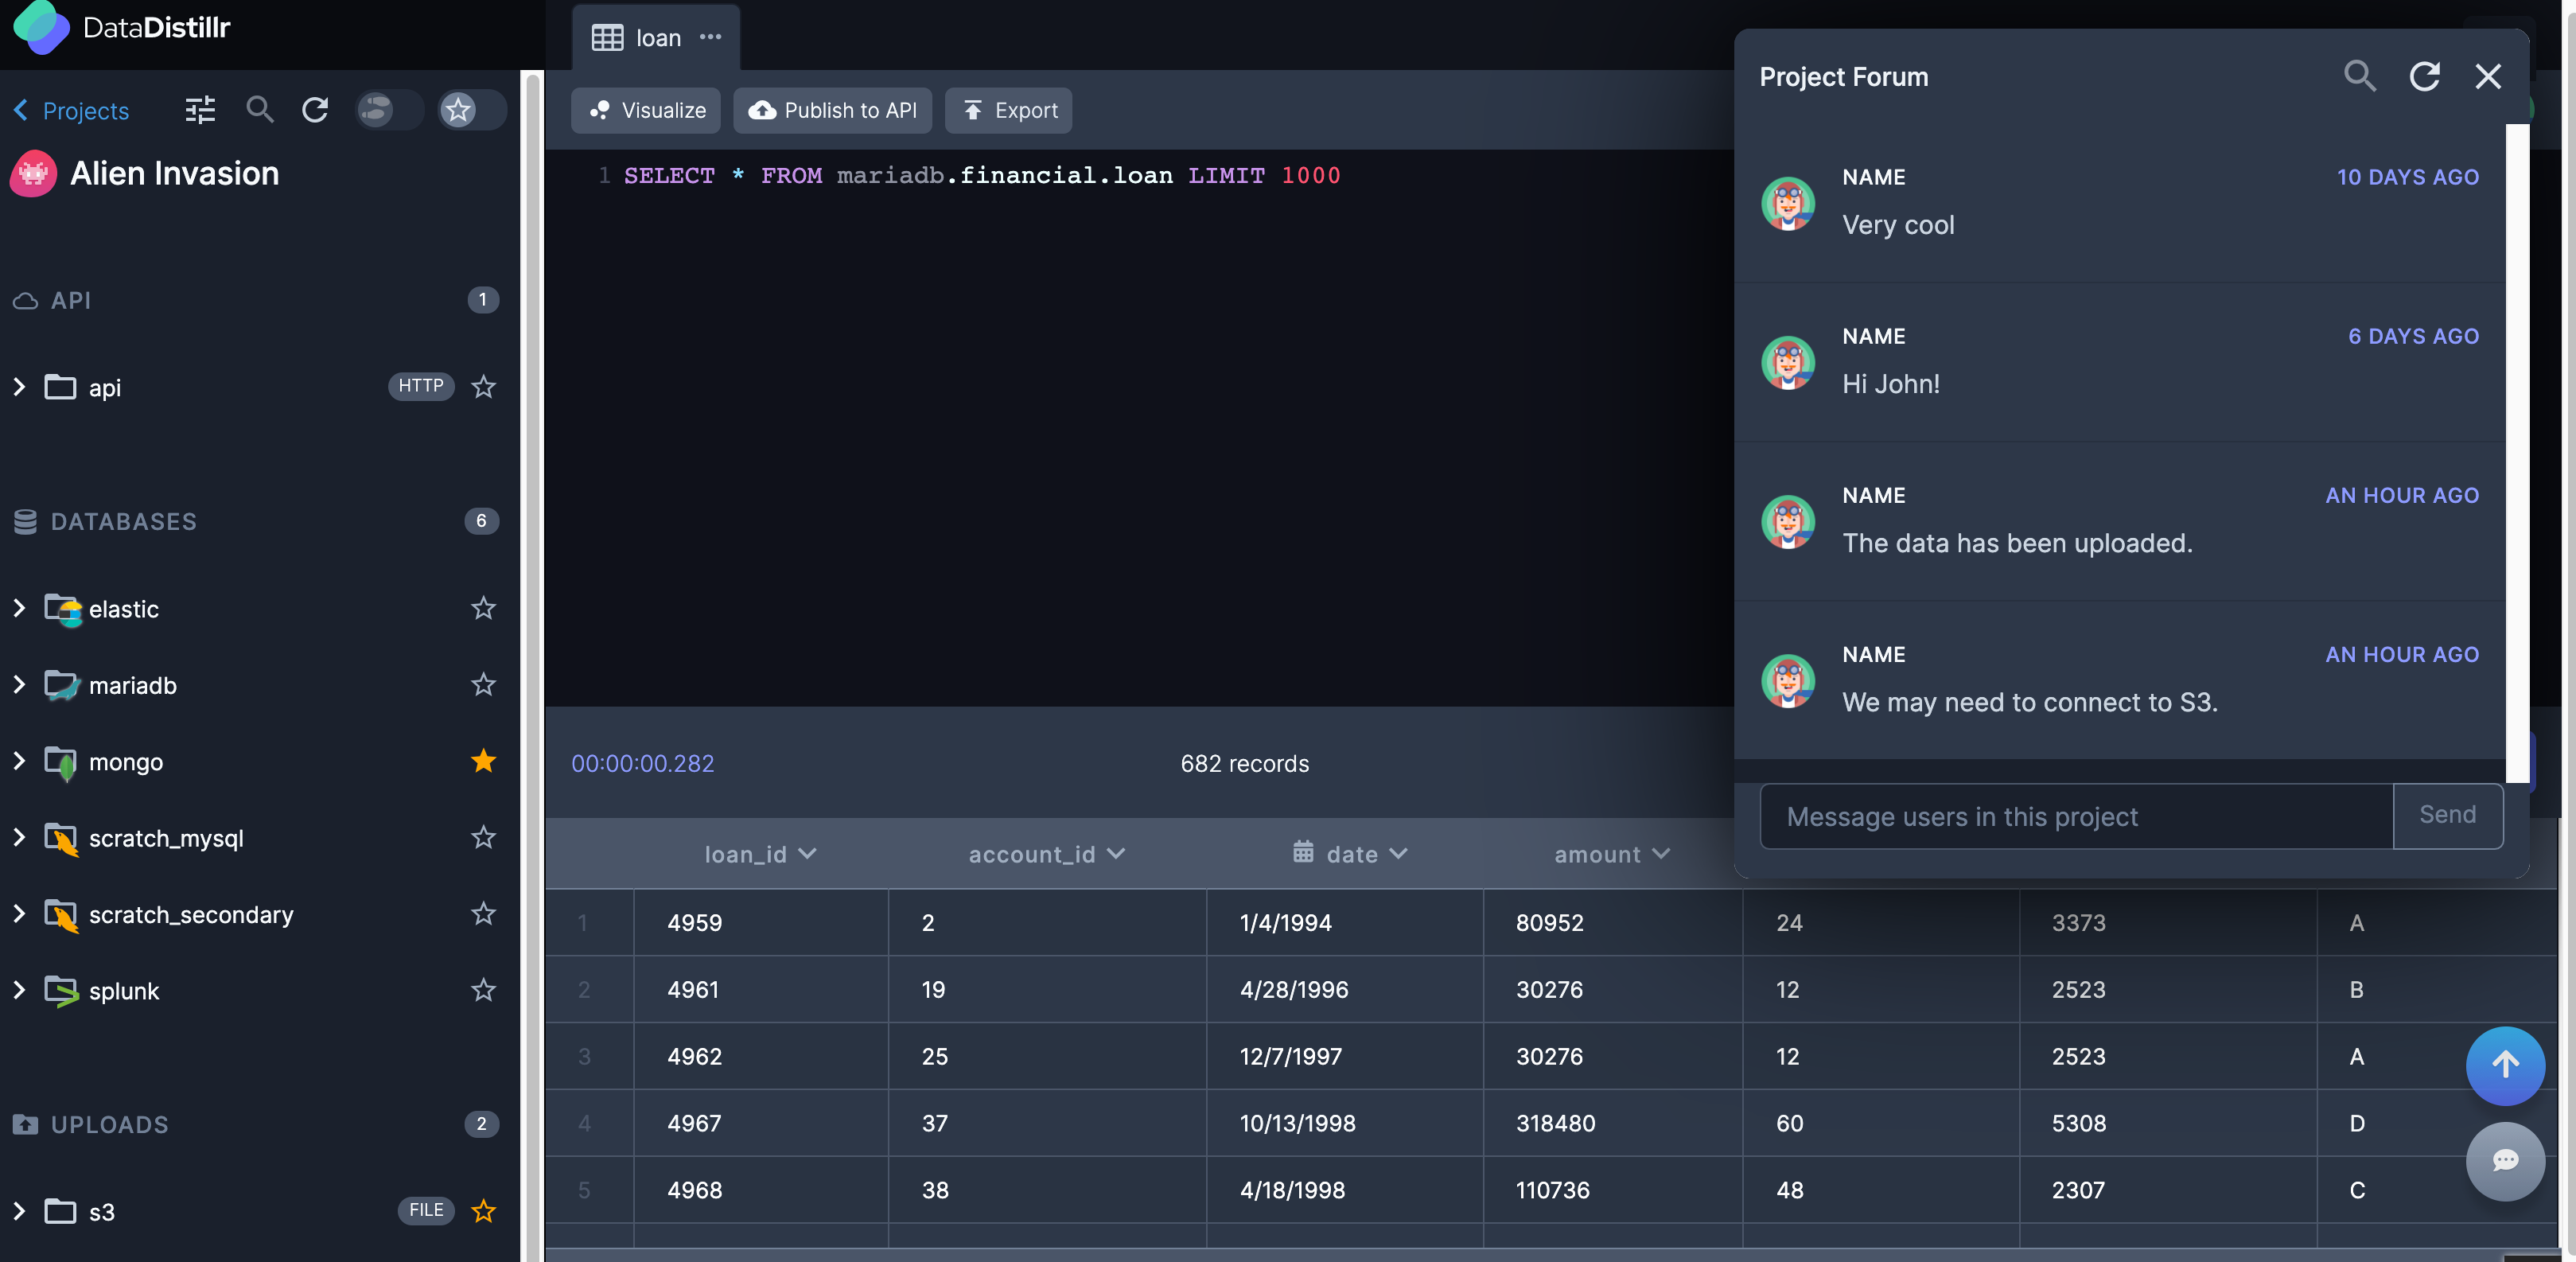 DataDistillr
Projects
Alien Invasion
API 1
api HTTP
DATABASES 6
elastic
mariadb
mongo
scratch_mysql
scratch_secondary
splunk
UPLOADS 2
s3 FILE
loan
Visualize Publish to API Export
1 SELECT * FROM mariadb.financial.loan LIMIT 1000
00:00:00.282 682 records
loan_id account_id date amount
1 4959 2 1/4/1994 80952 24 3373 A
2 4961 19 4/28/1996 30276 12 2523 B
3 4962 25 12/7/1997 30276 12 2523 A
4 4967 37 10/13/1998 318480 60 5308 D
5 4968 38 4/18/1998 110736 48 2307 C
Project Forum
NAME 10 DAYS AGO
Very cool
NAME 6 DAYS AGO
Hi John!
NAME AN HOUR AGO
The data has been uploaded.
NAME AN HOUR AGO
We may need to connect to S3.
Message users in this project Send